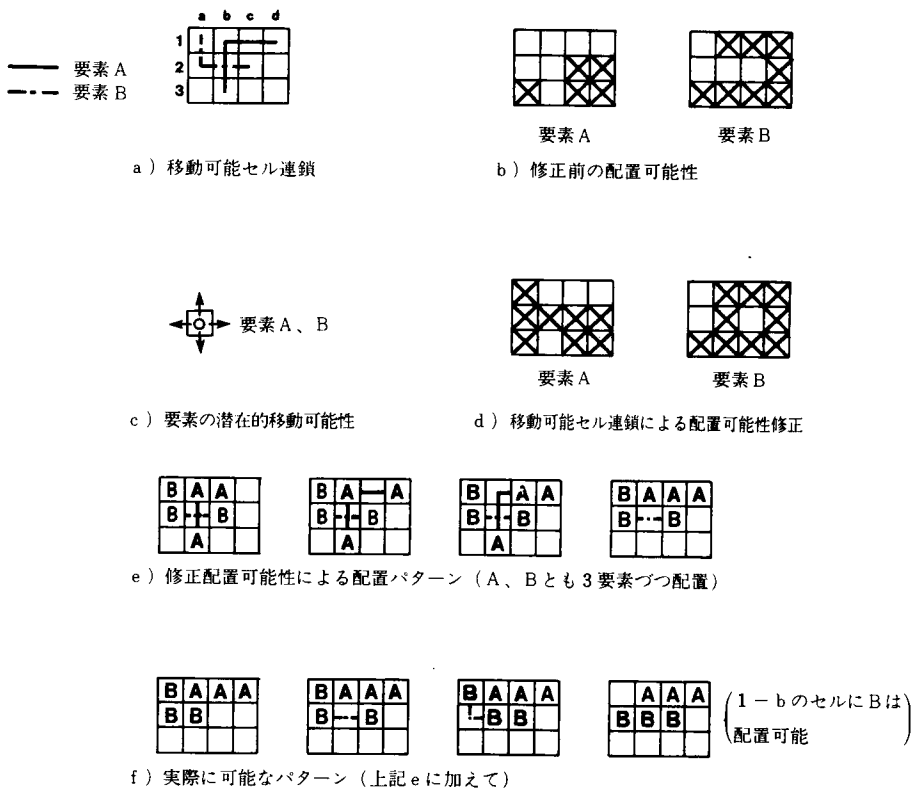 a b c d
1
2
3
要素A
要素B
要素A 要素B
a ) 移動可能セル連鎖
b ) 修正前の配置可能性
要素A、B
要素A 要素B
c ) 要素の潜在的移動可能性
d ) 移動可能セル連鎖による配置可能性修正
B A A
B B
A
B A A
B B
A
B A A
B B
A
B A A A
B B
e ) 修正配置可能性による配置パターン (A、Bとも3要素づつ配置)
B A A A
B B
B A A A
B B
B A A A
B B
A A A
B B B
(1-bのセルにBは
配置可能)
f ) 実際に可能なパターン (上記eに加えて)